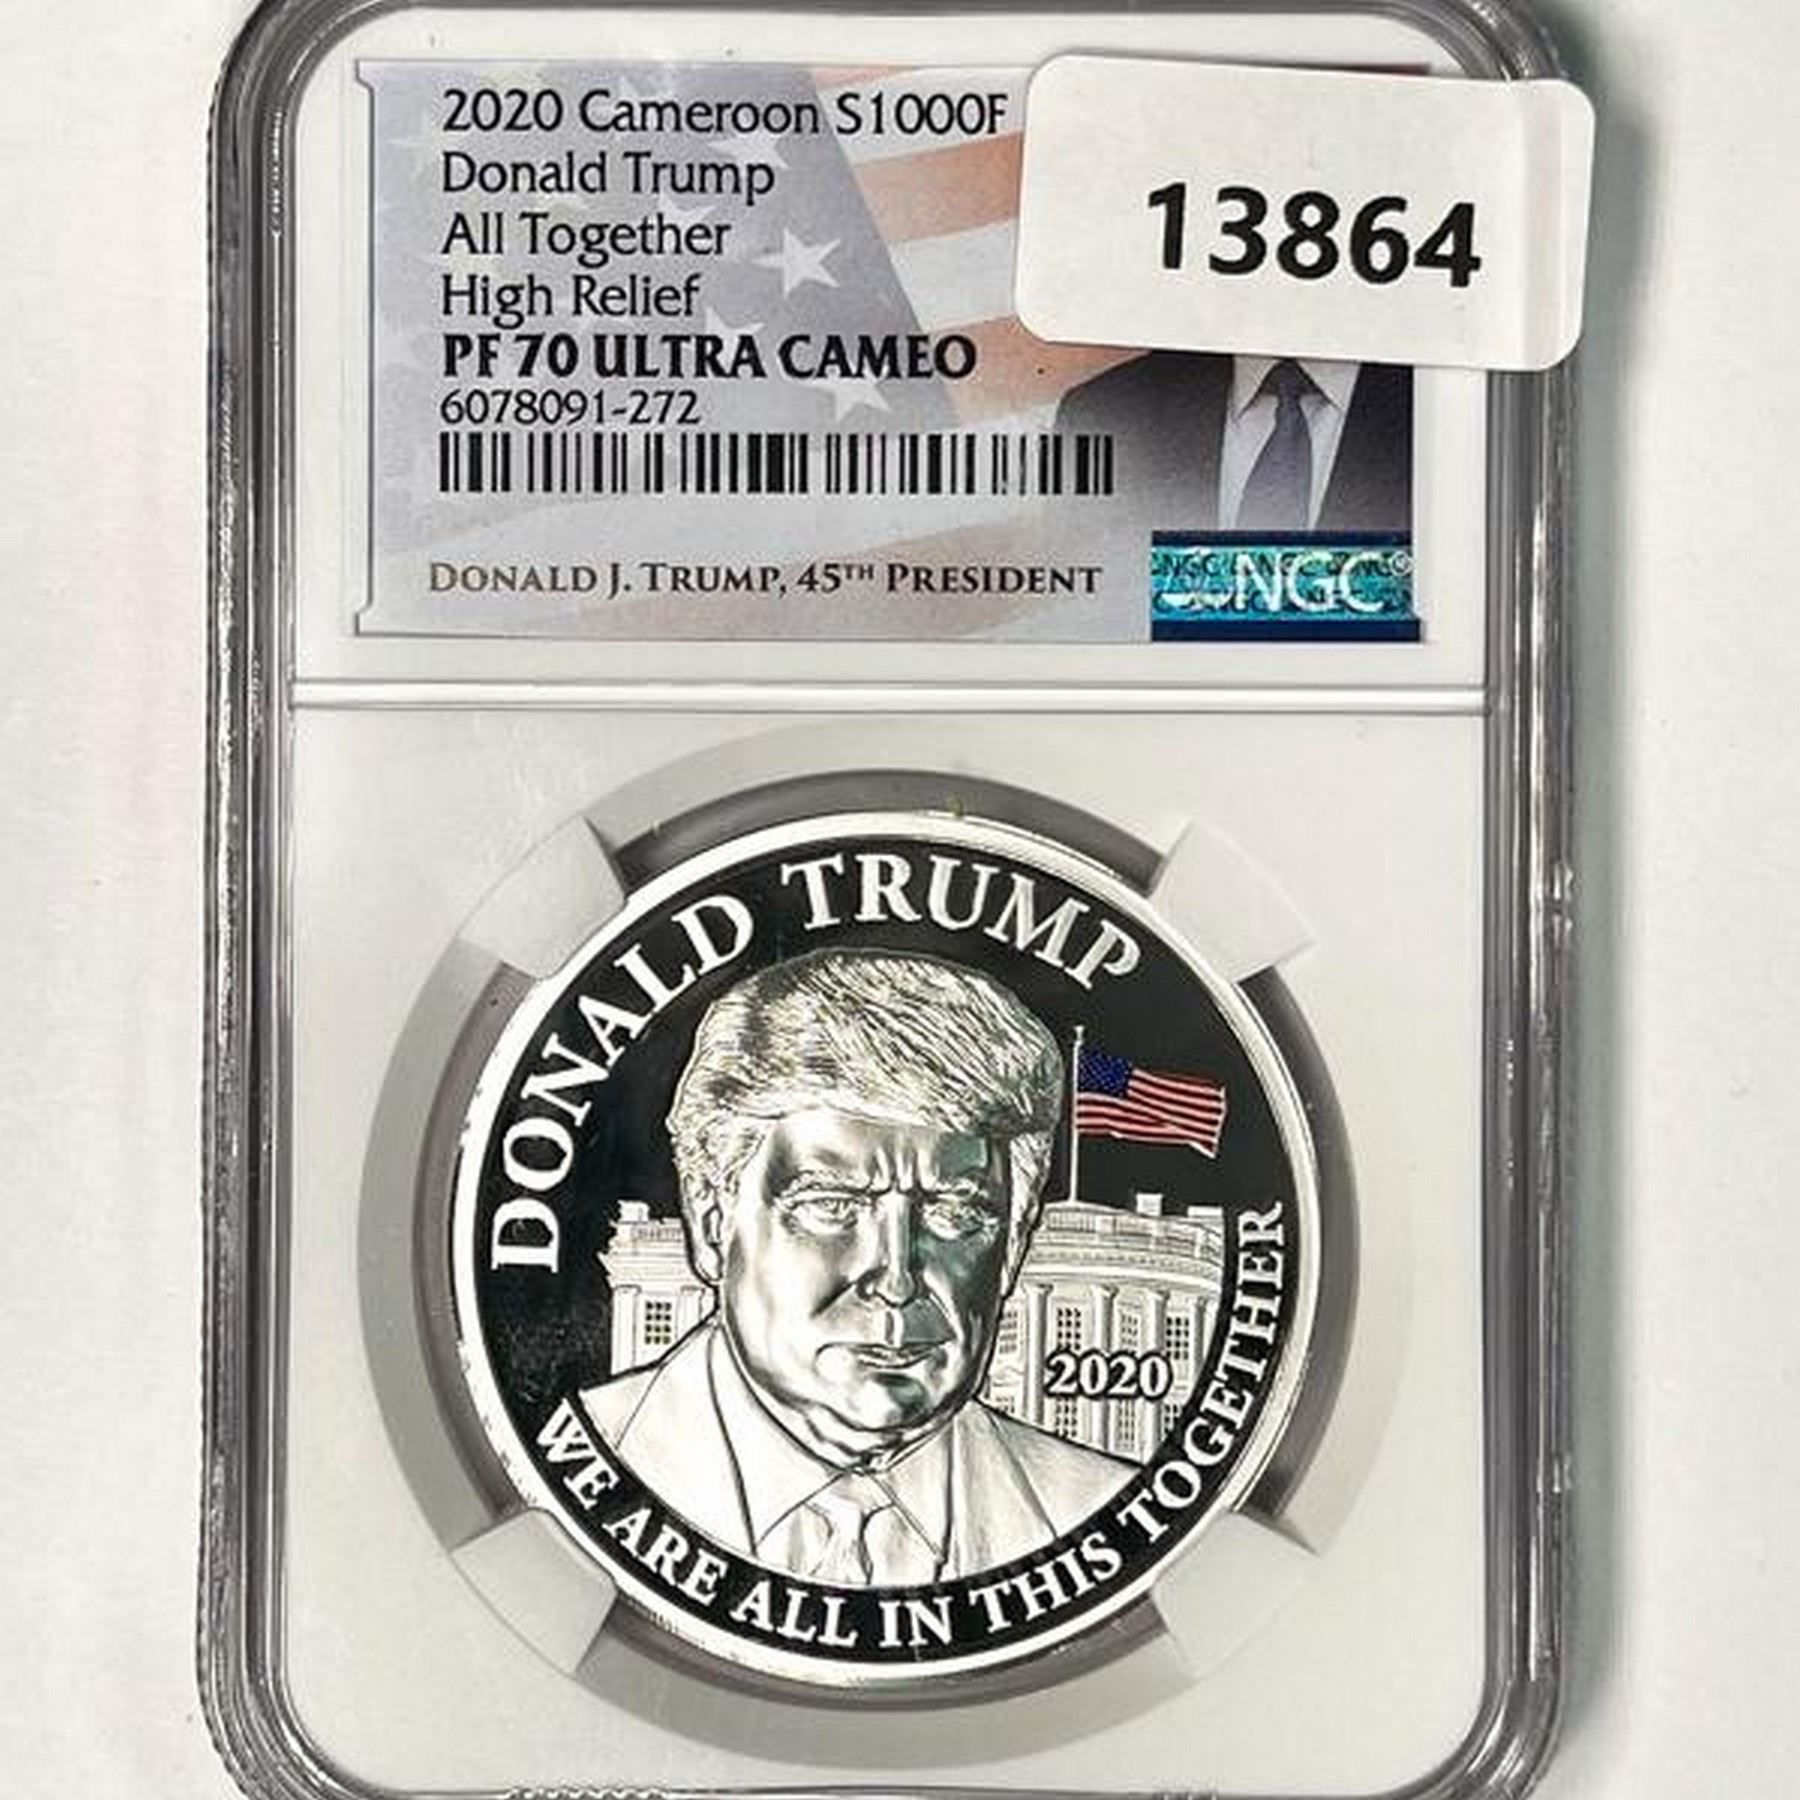 2020 Cameroon S1000F
Donald Trump
All Together
High Relief
PF 70 ULTRA CAMEO
6078091-272
13864
DONALD J. TRUMP, 45TH PRESIDENT
NGC
DONALD TRUMP
2020
WE ARE ALL IN THIS TOGETHER